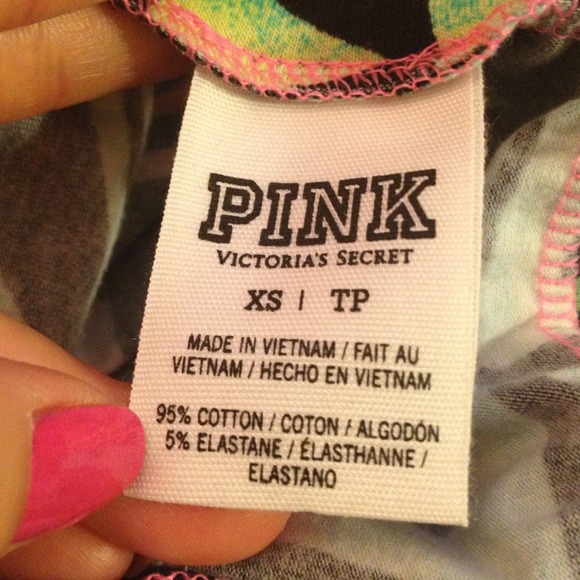 PINK
VICTORIA'S SECRET
XS | TP
MADE IN VIETNAM / FAIT AU
VIETNAM / HECHO EN VIETNAM
95% COTTON / COTON / ALGODÓN
5% ELASTANE / ÉLASTHANNE /
ELASTANO